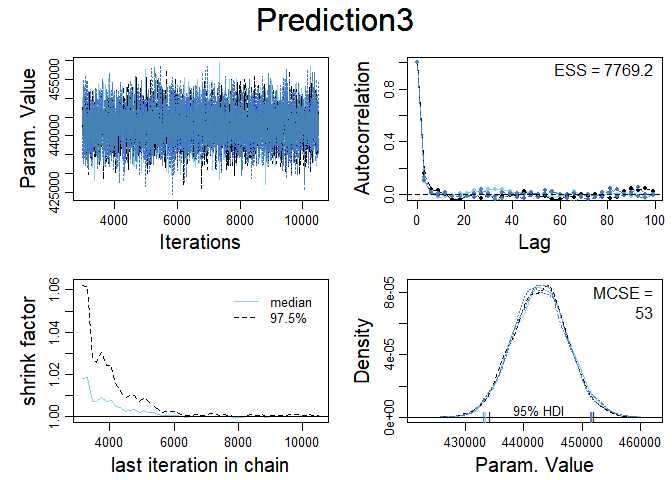 Prediction3
Param. Value
425000
440000
455000
4000
6000
8000
10000
Iterations
Autocorrelation
0.0
0.4
0.8
ESS = 7769.2
0
20
40
60
80
100
Lag
shrink factor
1.00
1.02
1.04
1.06
median
97.5%
4000
6000
8000
10000
last iteration in chain
Density
0e+00
4e-05
8e-05
MCSE =
53
95% HDI
430000
440000
450000
460000
Param. Value